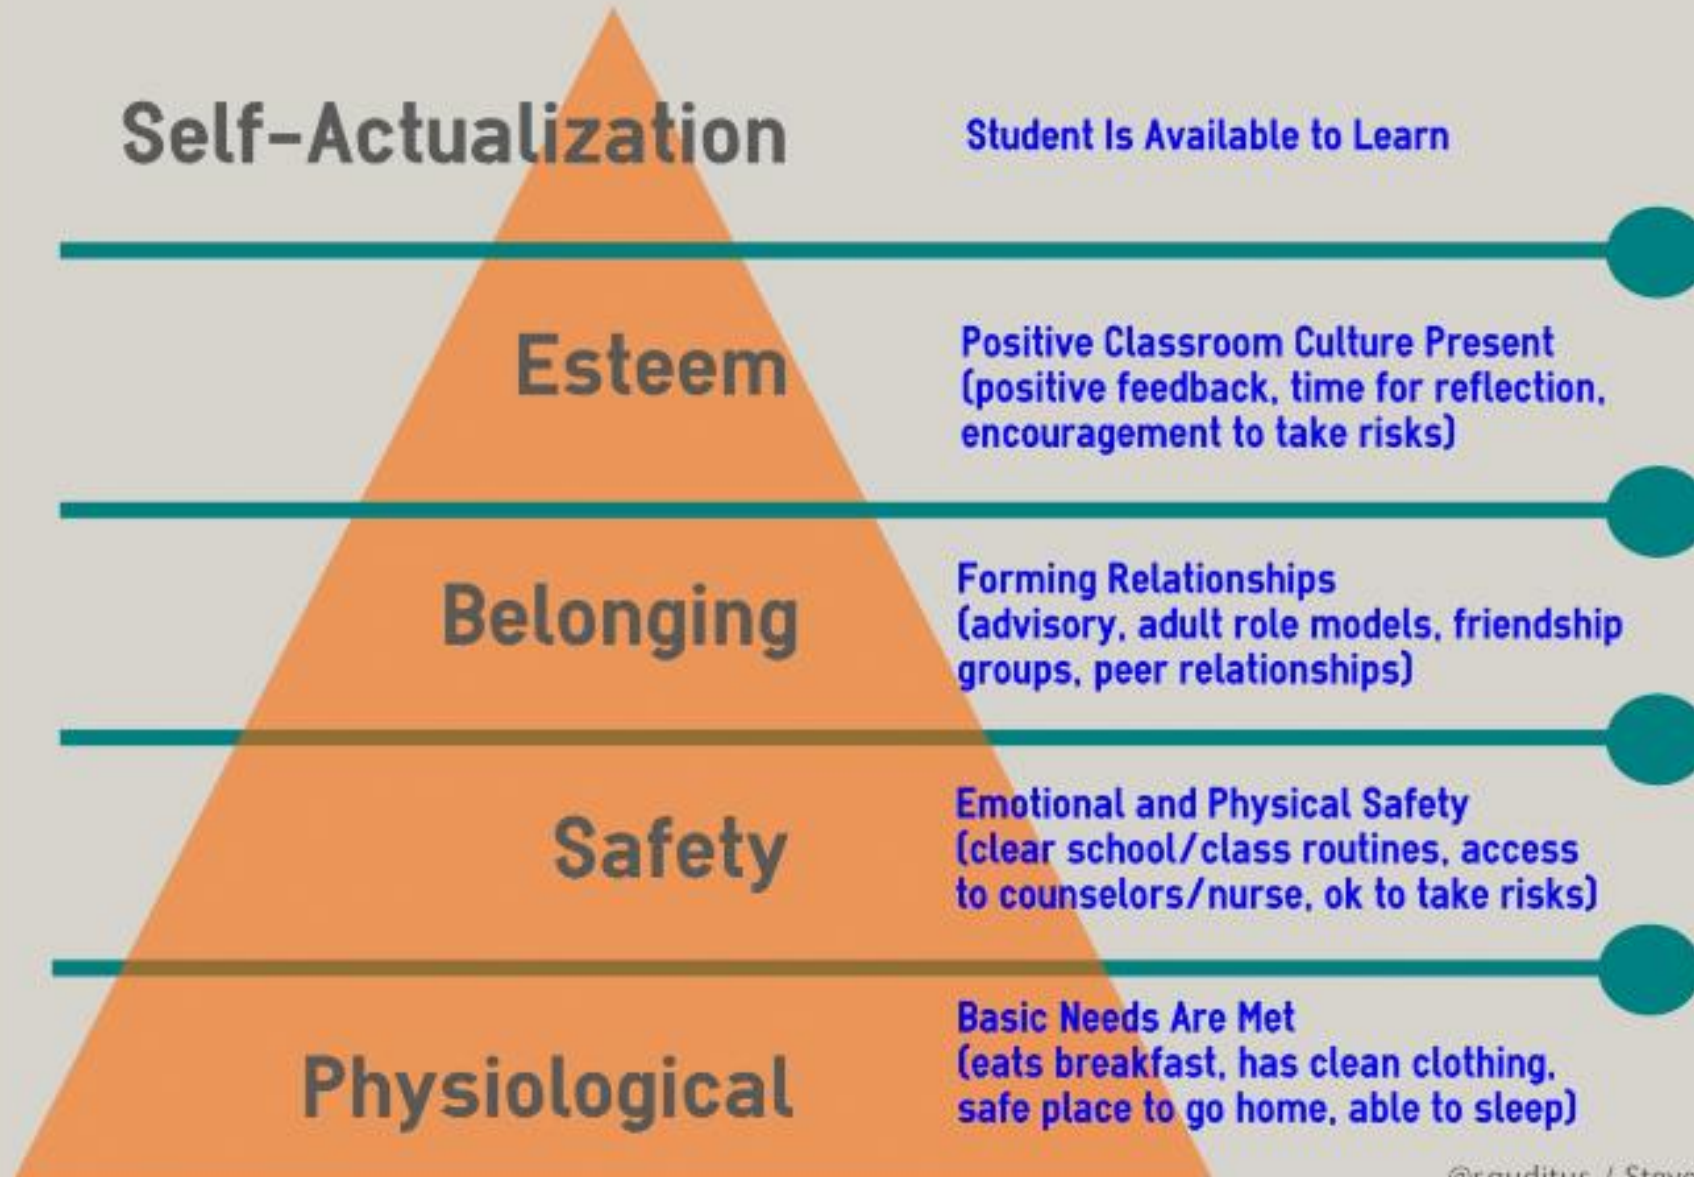 Self-Actualization
Student Is Available to Learn
Esteem
Positive Classroom Culture Present
(positive feedback, time for reflection,
encouragement to take risks)
Belonging
Forming Relationships
(advisory, adult role models, friendship
groups, peer relationships)
Safety
Emotional and Physical Safety
(clear school/class routines, access
to counselors/nurse, ok to take risks)
Physiological
Basic Needs Are Met
(eats breakfast, has clean clothing,
safe place to go home, able to sleep)